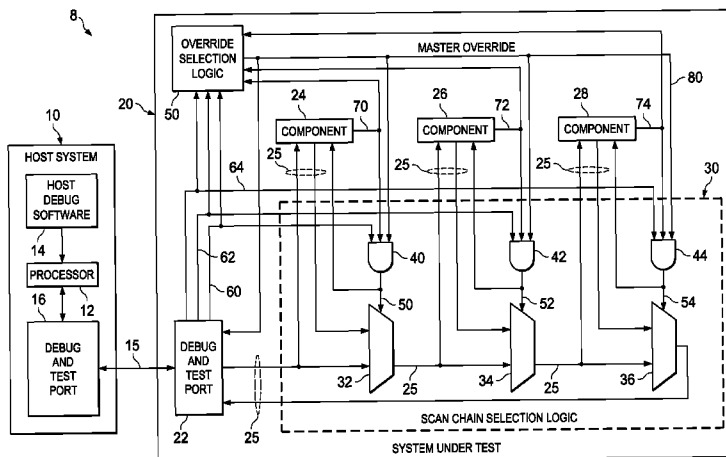 8
OVERRIDE
SELECTION
LOGIC
50
MASTER OVERRIDE
80
20
24
70
COMPONENT
25
26
72
COMPONENT
25
28
74
COMPONENT
25
10
HOST SYSTEM
HOST
DEBUG
SOFTWARE
14
PROCESSOR
12
16
DEBUG
AND
TEST
PORT
15
64
62
60
30
40
42
44
50
52
54
DEBUG
AND TEST
PORT
22
25
32
25
34
25
36
SCAN CHAIN SELECTION LOGIC
SYSTEM UNDER TEST